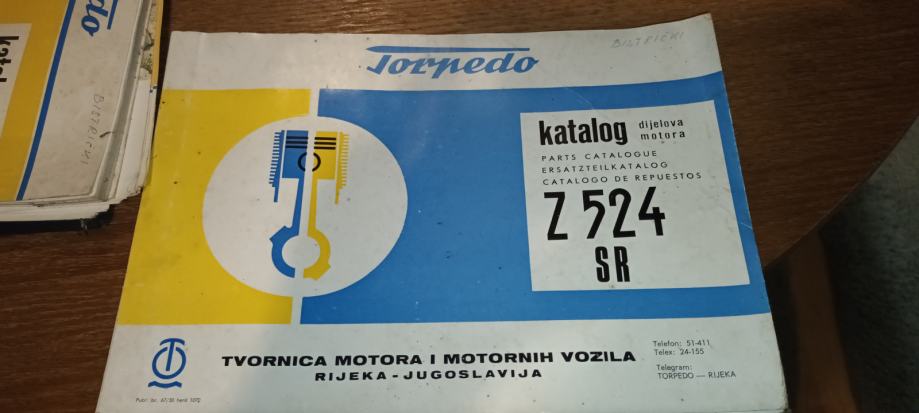 Torpedo
BISTRIČKI
katalog dijelova
motora
PARTS CATALOGUE
ERSATZTEILKATALOG
CATALOGO DE REPUESTOS
Z 524
SR
TVORNICA MOTORA I MOTORNIH VOZILA
RIJEKA - JUGOSLAVIJA
Telefon: 51-411
Telex: 24-155
Telegram:
TORPEDO — RIJEKA